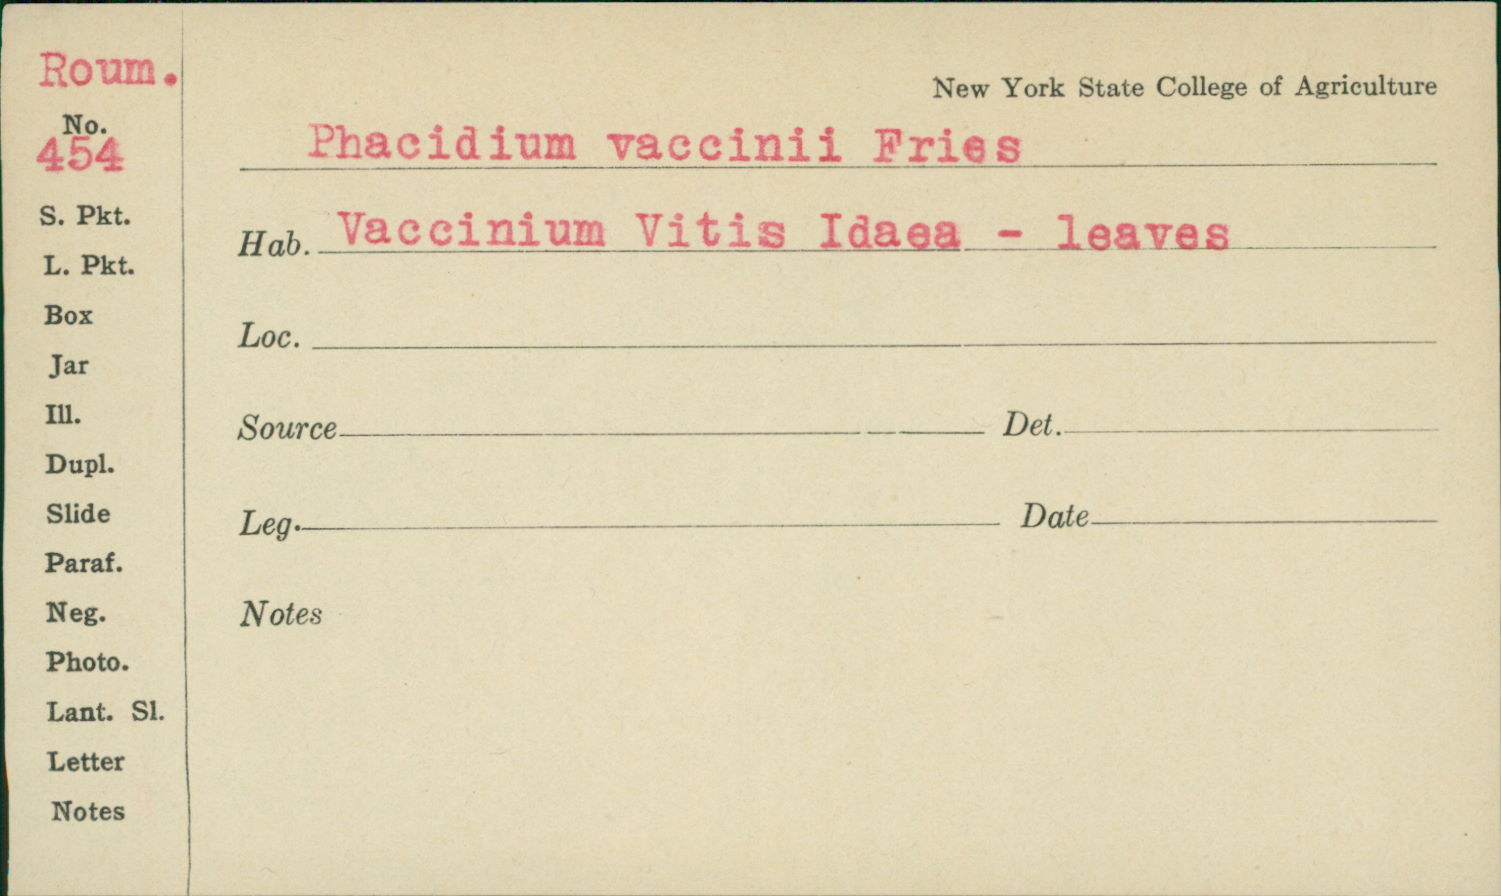 Roum.
No.
454
S. Pkt.
L. Pkt.
Box
Jar
Ill.
Dupl.
Slide
Paraf.
Neg.
Photo.
Lant. Sl.
Letter
Notes
New York State College of Agriculture
Phacidium vaccinii Fries
Hab. Vaccinium Vitis Idaea - leaves
Loc.
Source Det.
Leg. Date
Notes